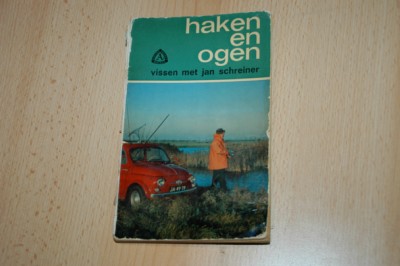 haken
en
ogen
vissen met jan schreiner